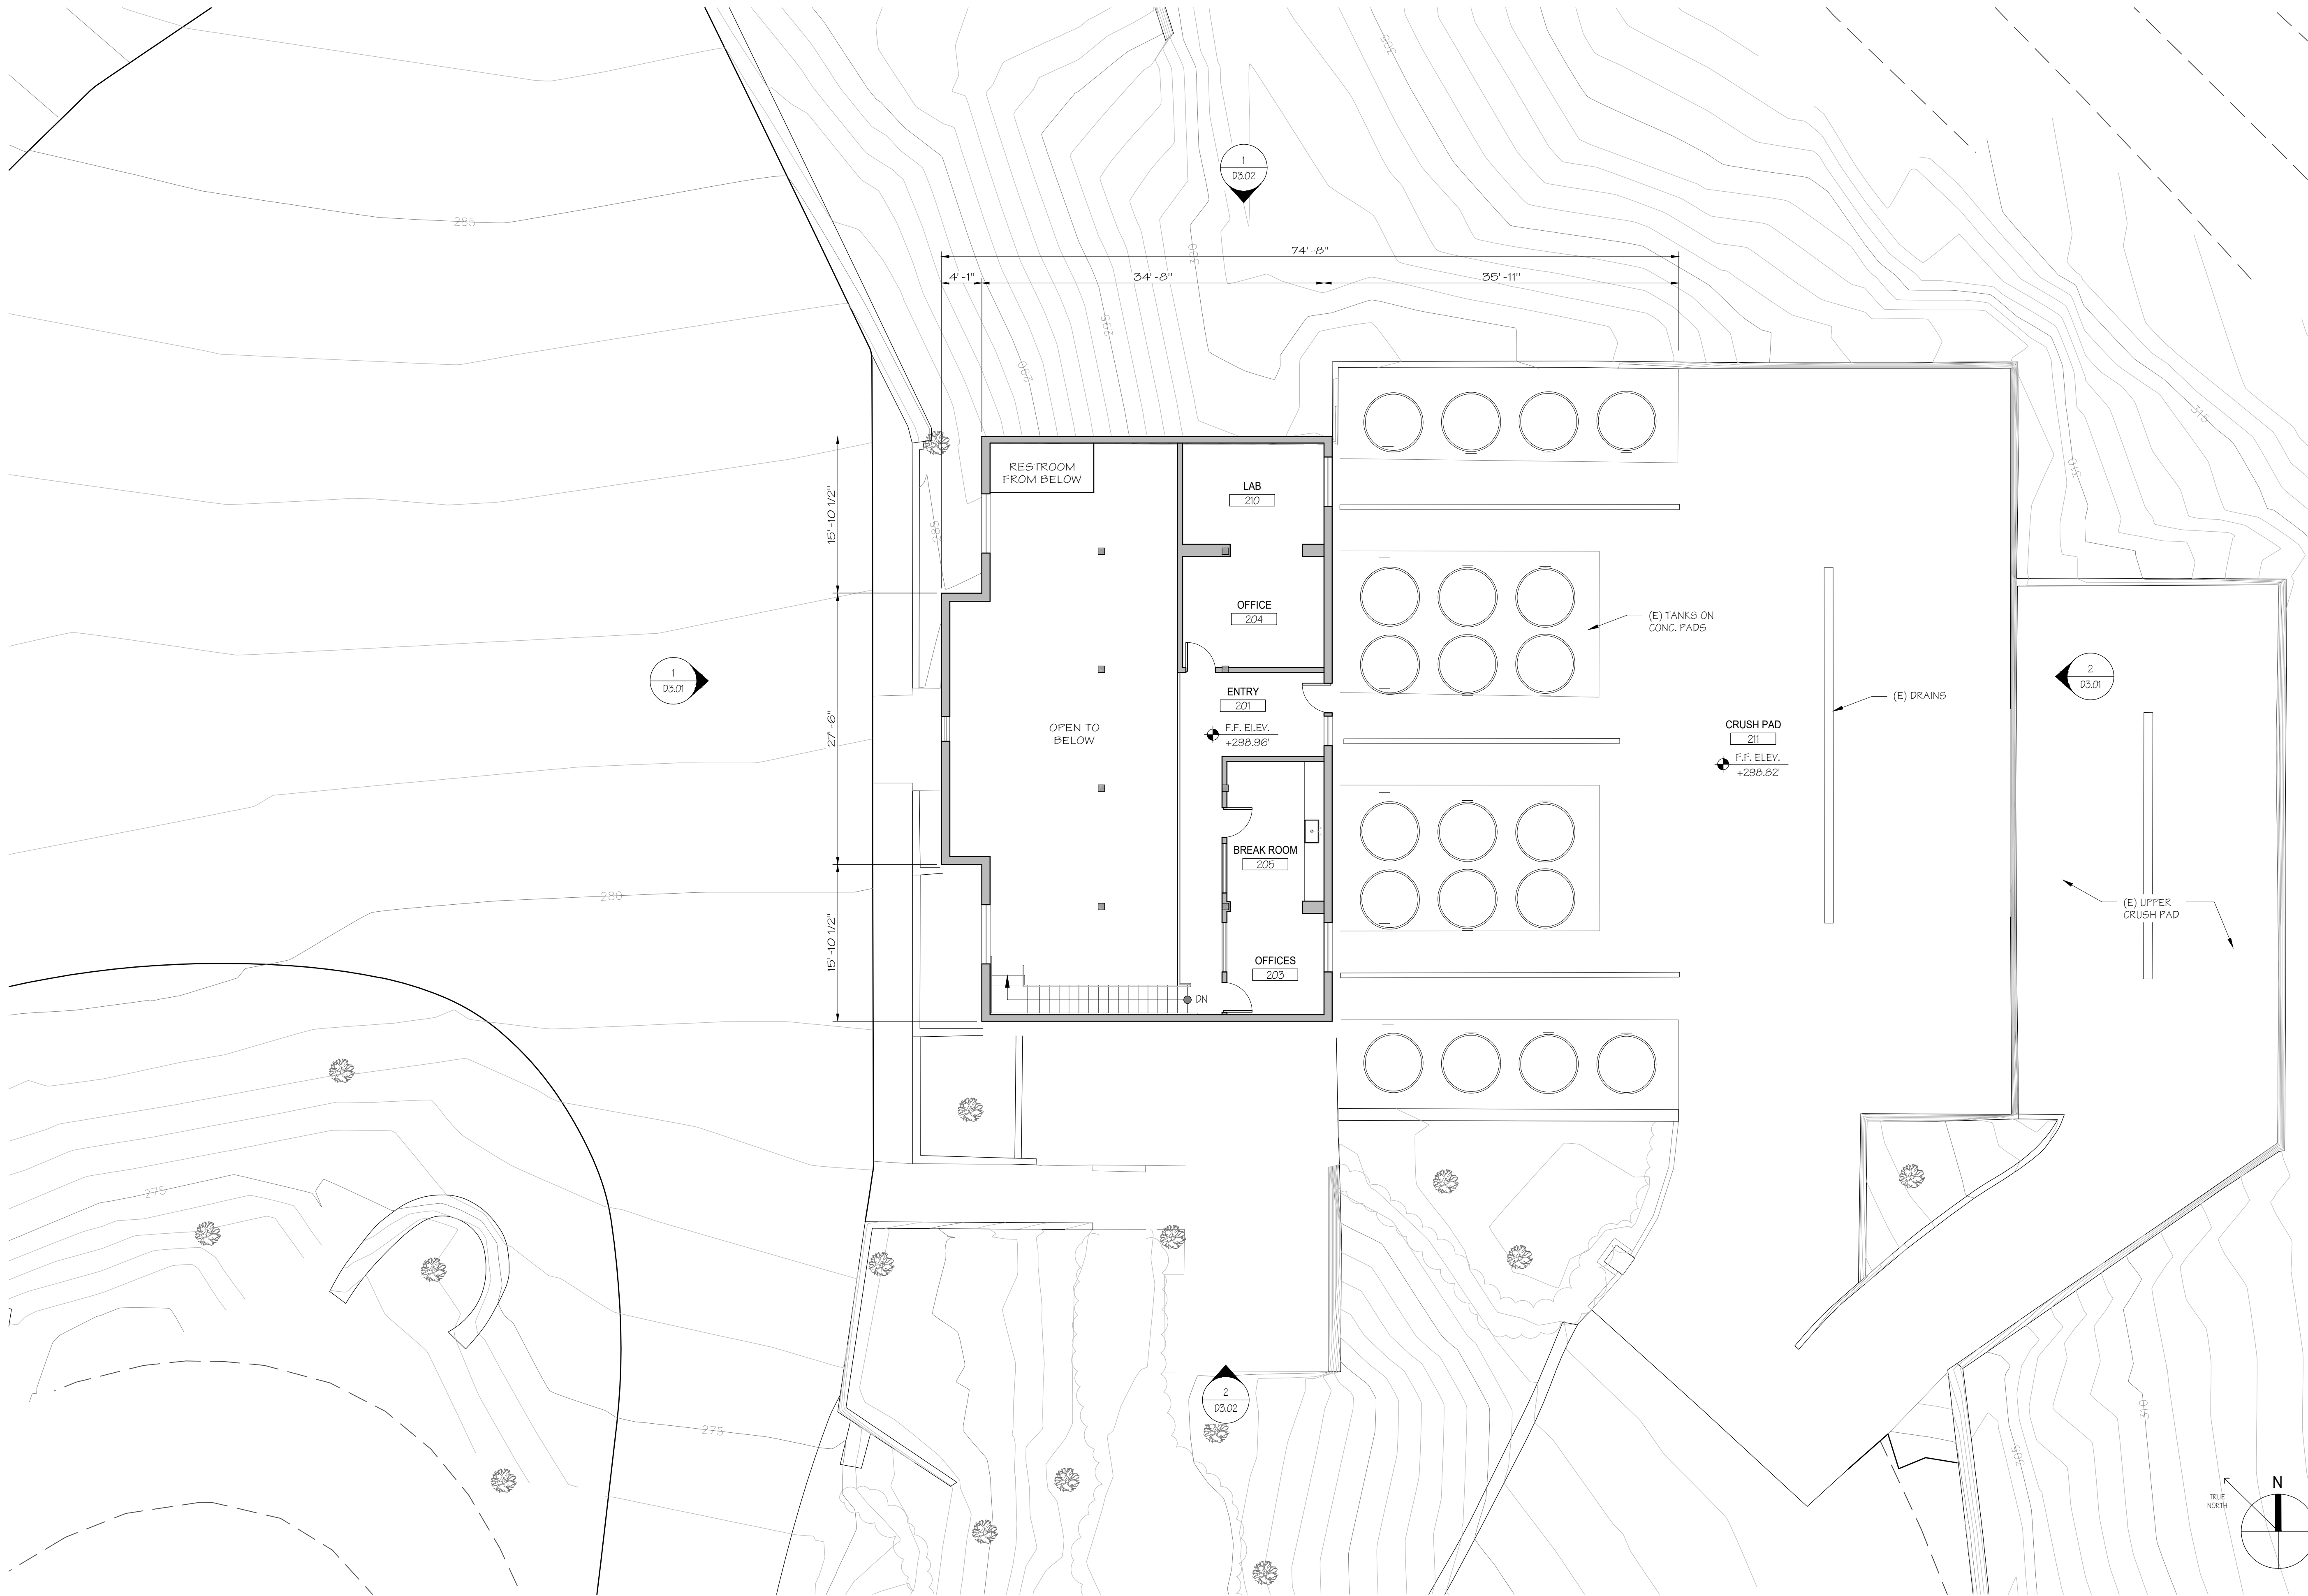 305
1
D3.02
285
300
74'-8"
4'-1"
34'-8"
35'-11"
295
290
315
310
RESTROOM
FROM BELOW
LAB
210
15'-10 1/2"
285
OFFICE
204
(E) TANKS ON
CONC. PADS
1
D3.01
2
D3.01
ENTRY
201
(E) DRAINS
F.F. ELEV.
+298.96'
OPEN TO
BELOW
27'-6"
CRUSH PAD
211
F.F. ELEV.
+298.82'
BREAK ROOM
205
280
(E) UPPER
CRUSH PAD
15'-10 1/2"
OFFICES
203
DN
275
2
D3.02
275
310
305
N
TRUE
NORTH